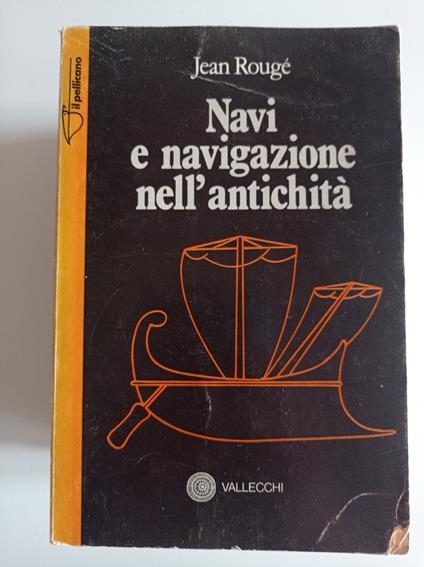 il pellicano
Jean Rougé
Navi
e navigazione
nell'antichità
VALLECCHI